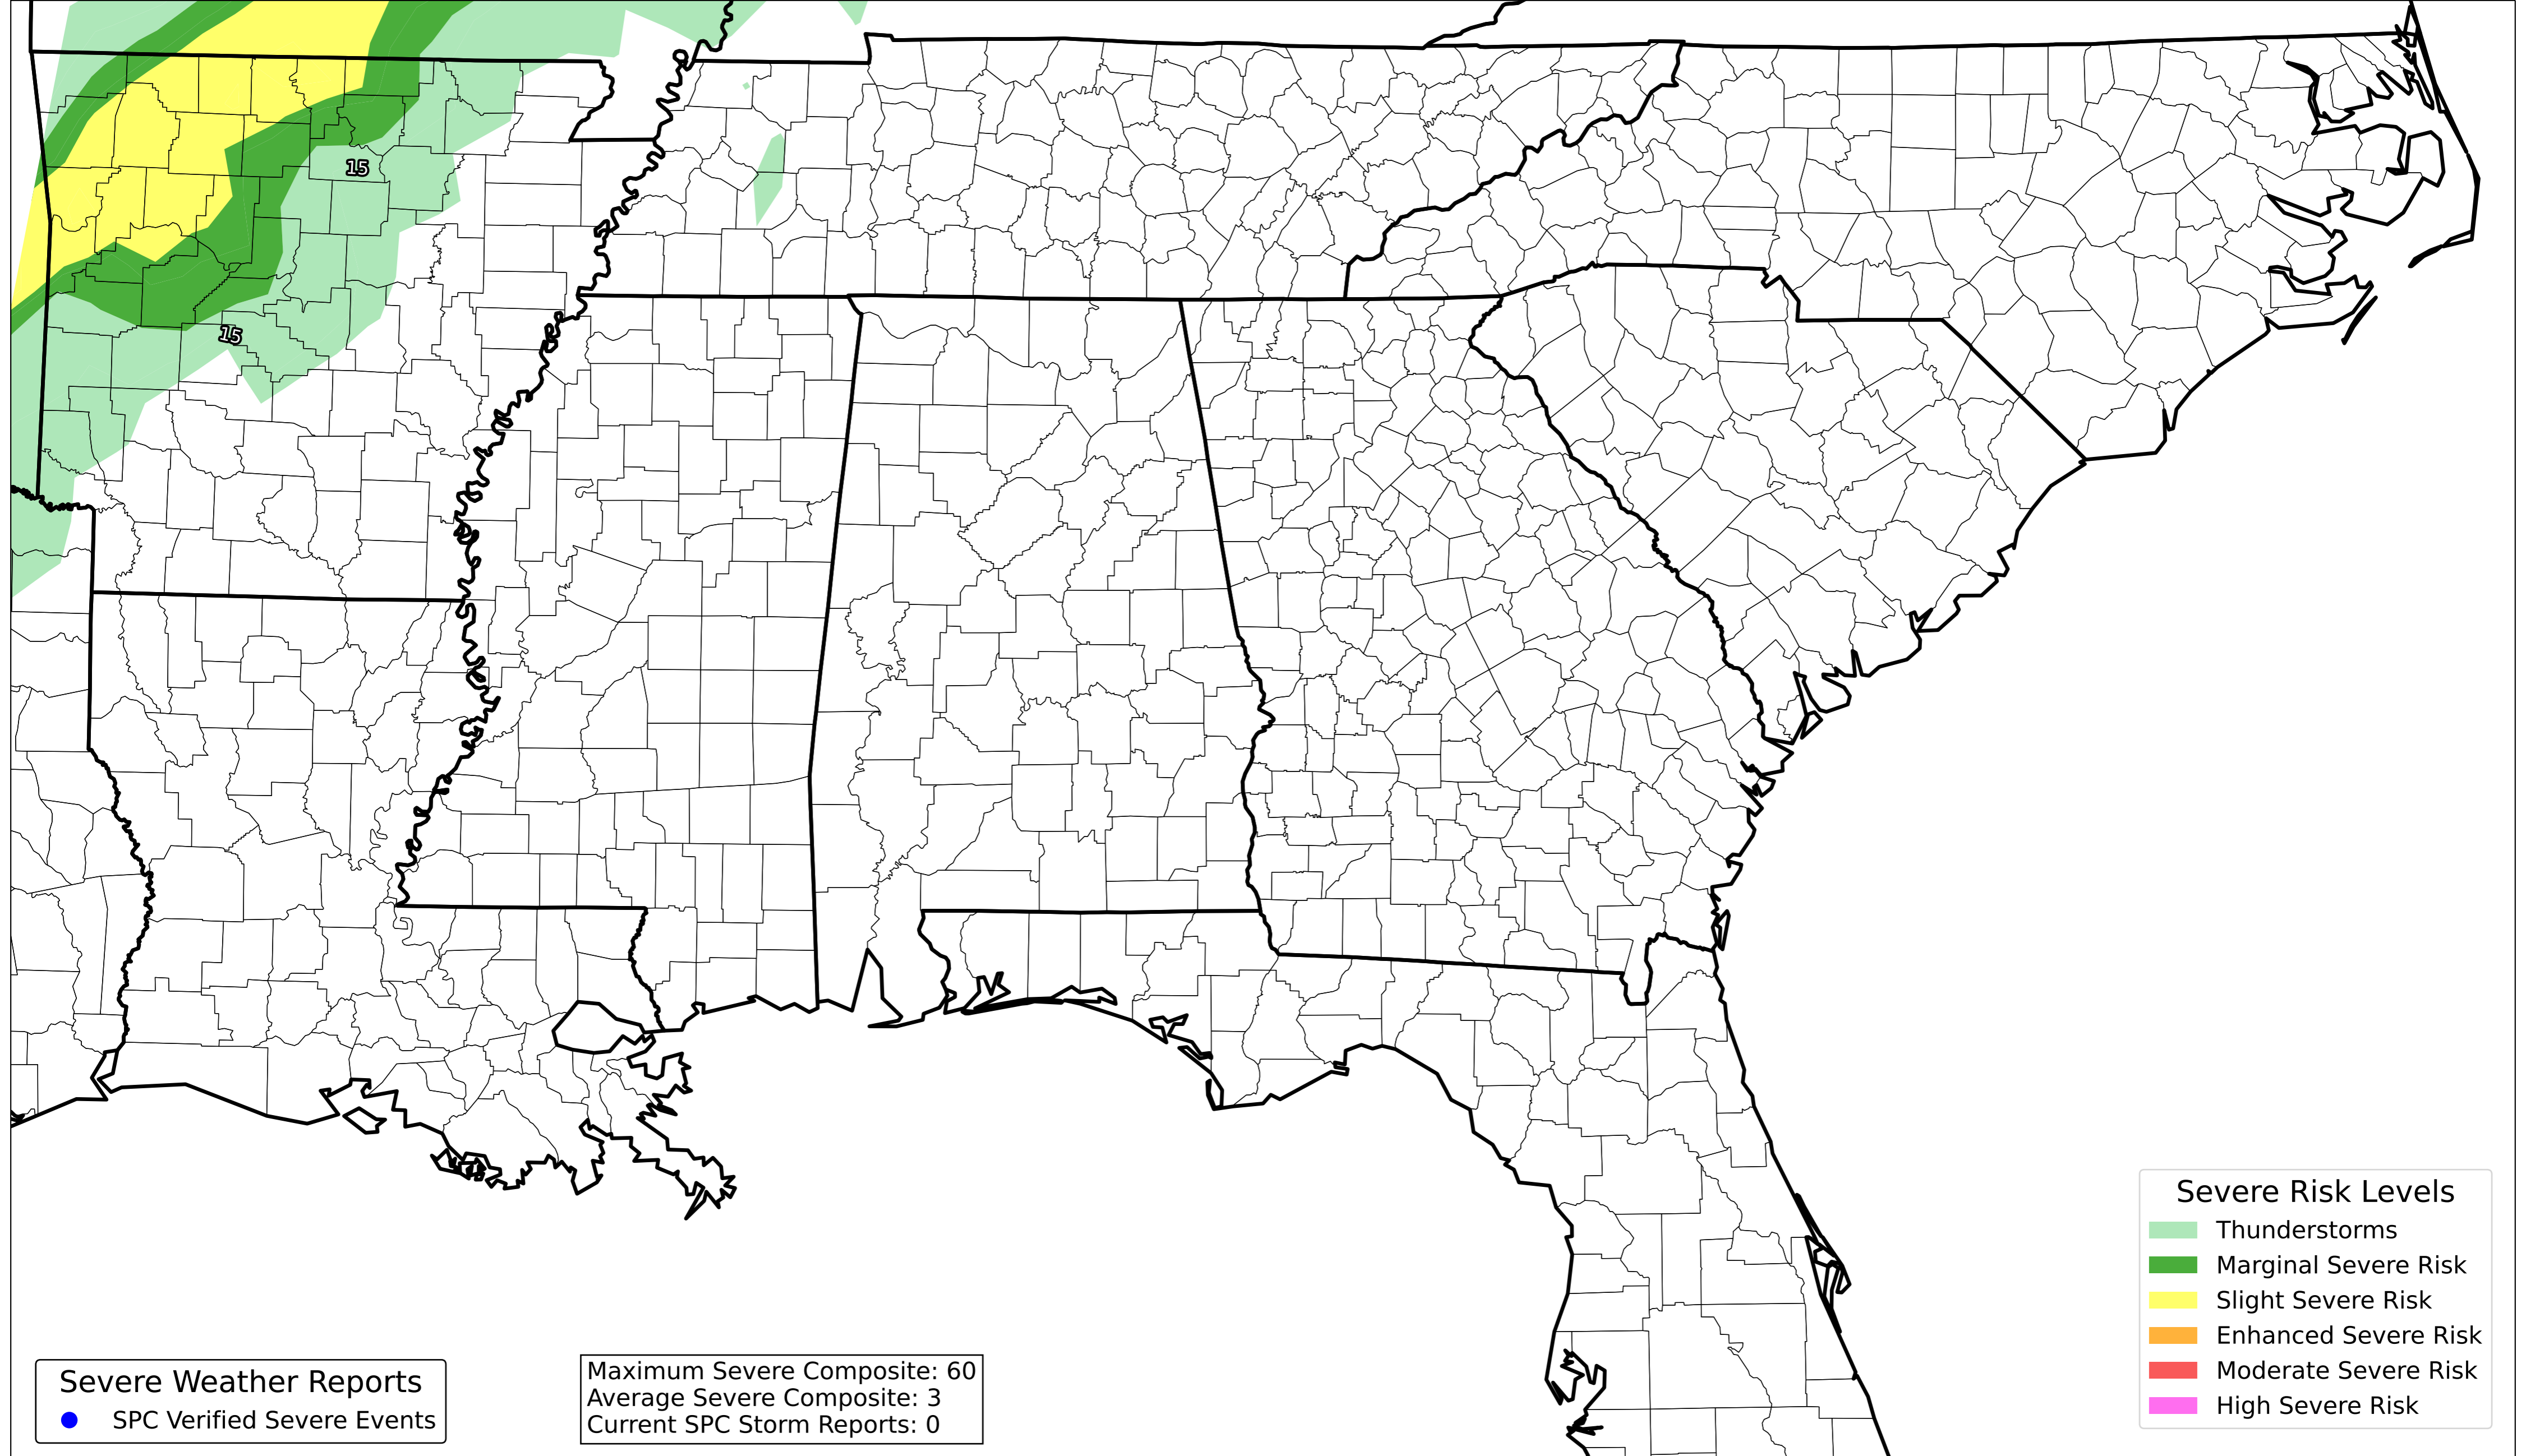 15
15
Severe Risk Levels
Thunderstorms
Marginal Severe Risk
Slight Severe Risk
Enhanced Severe Risk
Moderate Severe Risk
High Severe Risk
Severe Weather Reports
SPC Verified Severe Events
Maximum Severe Composite: 60
Average Severe Composite: 3
Current SPC Storm Reports: 0